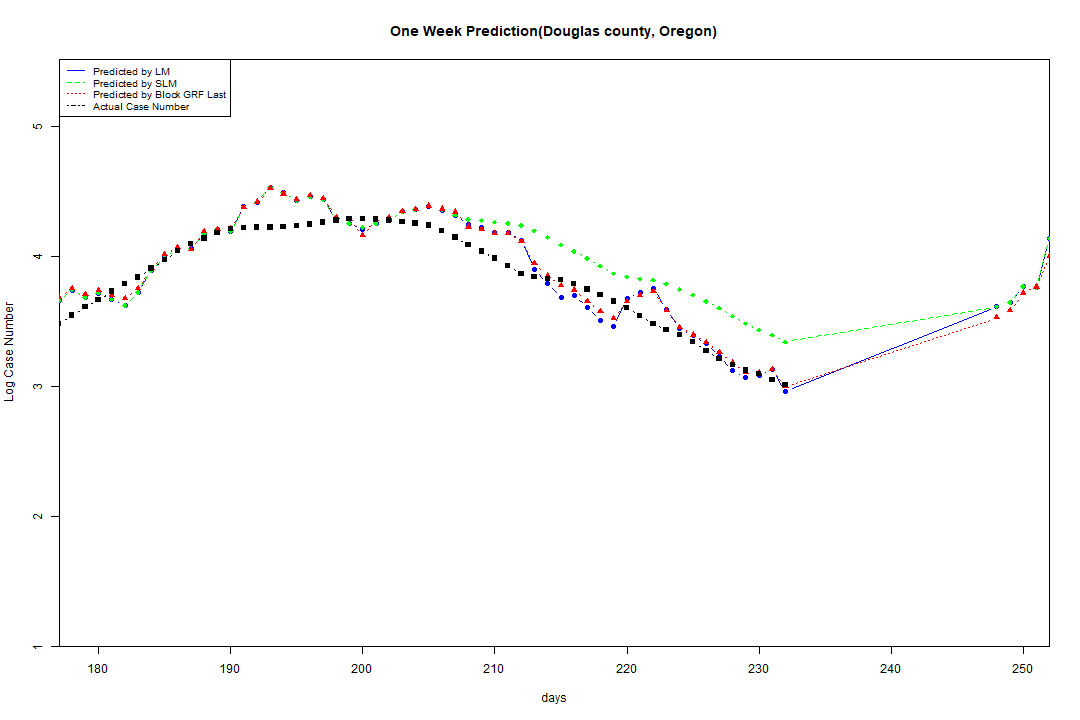 One Week Prediction(Douglas county, Oregon)
Predicted by LM
Predicted by SLM
Predicted by Block GRF Last
Actual Case Number
5
4
3
2
1
Log Case Number
180 190 200 210 220 230 240 250
days